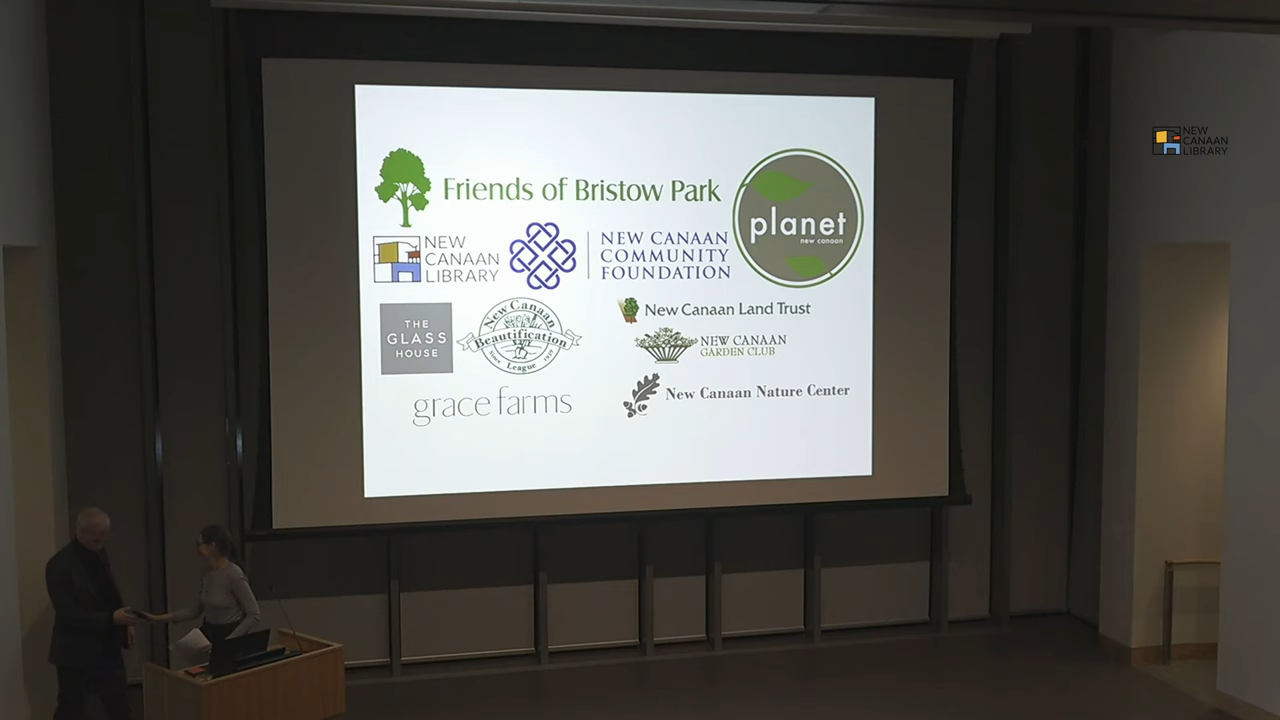 Friends of Bristow Park
planet
new canaan
NEW
CANAAN
LIBRARY
NEW CANAAN
COMMUNITY
FOUNDATION
THE
GLASS
HOUSE
New Canaan
Beautification
Since League 1939
New Canaan Land Trust
NEW CANAAN
GARDEN CLUB
grace farms
New Canaan Nature Center
NEW
CANAAN
LIBRARY